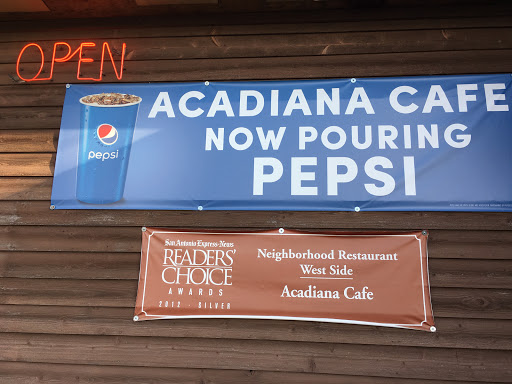 OPEN
ACADIANA CAFE
NOW POURING
PEPSI
pepsi
San Antonio Express-News
READERS'
CHOICE
AWARDS
2012 · SILVER
Neighborhood Restaurant
West Side
Acadiana Cafe